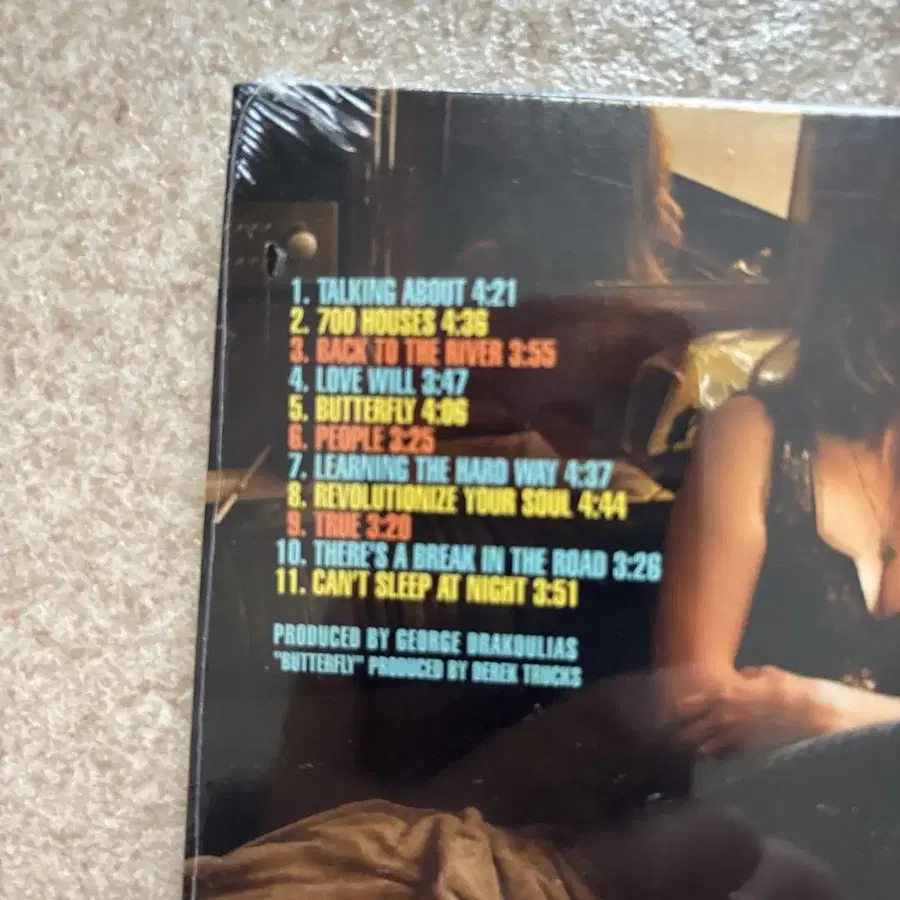 1. TALKING ABOUT 4:21
2. 700 HOUSES 4:36
3. BACK TO THE RIVER 3:55
4. LOVE WILL 3:47
5. BUTTERFLY 4:06
6. PEOPLE 3:25
7. LEARNING THE HARD WAY 4:37
8. REVOLUTIONIZE YOUR SOUL 4:44
9. TRUE 3:20
10. THERE'S A BREAK IN THE ROAD 3:26
11. CAN'T SLEEP AT NIGHT 3:51
PRODUCED BY GEORGE DRAKOULIAS
"BUTTERFLY" PRODUCED BY DEREK TRUCKS